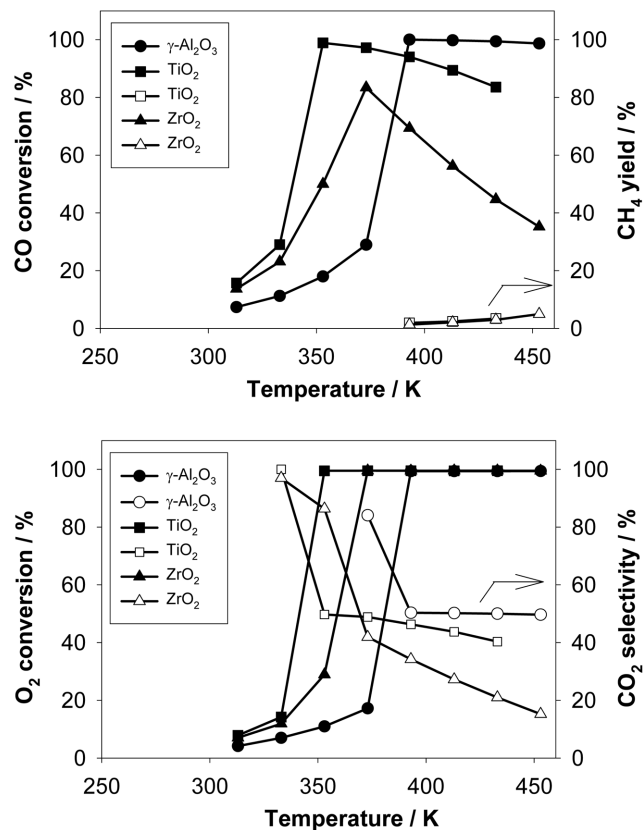 γ-Al2O3
TiO2
TiO2
ZrO2
ZrO2
CO conversion / %
CH4 yield / %
100
80
60
40
20
0
100
80
60
40
20
0
250 300 350 400 450
Temperature / K
γ-Al2O3
γ-Al2O3
TiO2
TiO2
ZrO2
ZrO2
O2 conversion / %
CO2 selectivity / %
100
80
60
40
20
0
100
80
60
40
20
0
250 300 350 400 450
Temperature / K